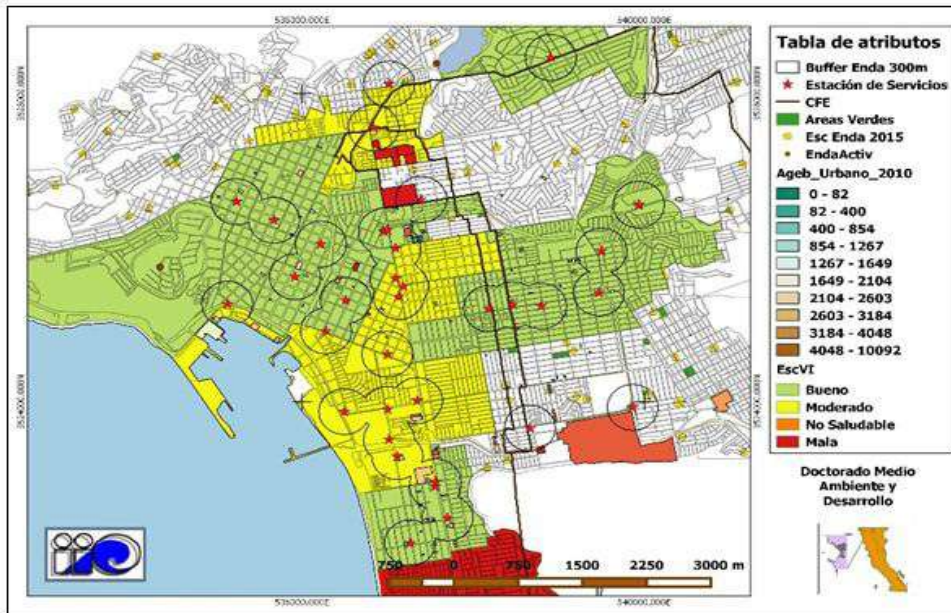 535000.000E
540000.000E
Tabla de atributos
Buffer Enda 300m
Estación de Servicios
CFE
Areas Verdes
Esc Enda 2015
EndaActiv
Ageb_Urbano_2010
0 - 82
82 - 400
400 - 854
854 - 1267
1267 - 1649
1649 - 2104
2104 - 2603
2603 - 3184
3184 - 4048
4048 - 10092
EscVI
Bueno
Moderado
No Saludable
Mala
Doctorado Medio
Ambiente y
Desarrollo
750 0 750 1500 2250 3000 m
535000.000E
540000.000E